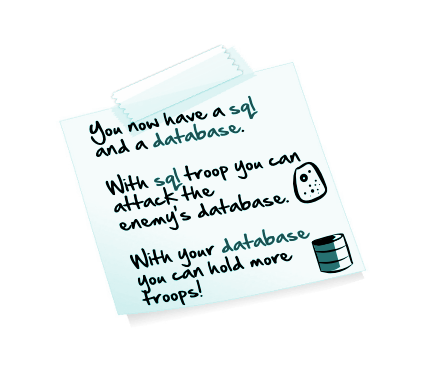 You now have a sql
and a database.
With sql troop you can
attack the
enemy's database.
With your database
you can hold more
troops!